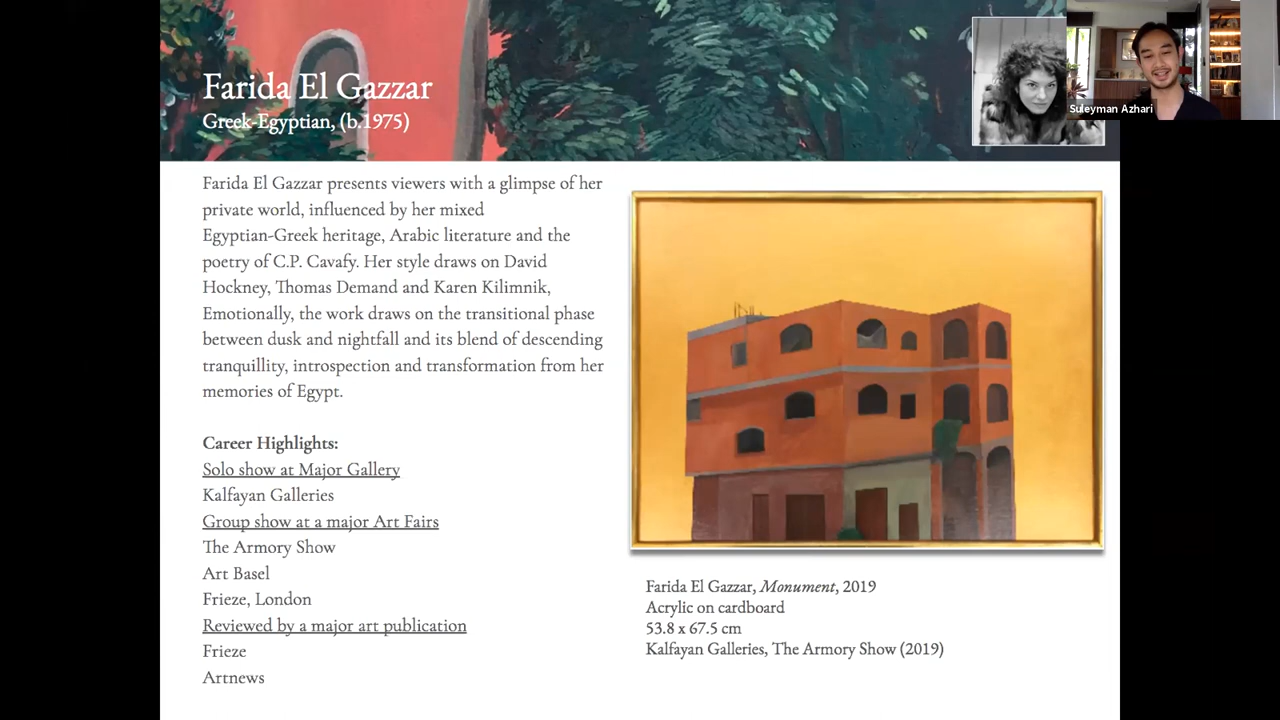 Farida El Gazzar
Greek-Egyptian, (b.1975)
Suleyman Azhari
Farida El Gazzar presents viewers with a glimpse of her
private world, influenced by her mixed
Egyptian-Greek heritage, Arabic literature and the
poetry of C.P. Cavafy. Her style draws on David
Hockney, Thomas Demand and Karen Kilimnik,
Emotionally, the work draws on the transitional phase
between dusk and nightfall and its blend of descending
tranquillity, introspection and transformation from her
memories of Egypt.
Career Highlights:
Solo show at Major Gallery
Kalfayan Galleries
Group show at a major Art Fairs
The Armory Show
Art Basel
Frieze, London
Reviewed by a major art publication
Frieze
Artnews
Farida El Gazzar, Monument, 2019
Acrylic on cardboard
53.8 x 67.5 cm
Kalfayan Galleries, The Armory Show (2019)